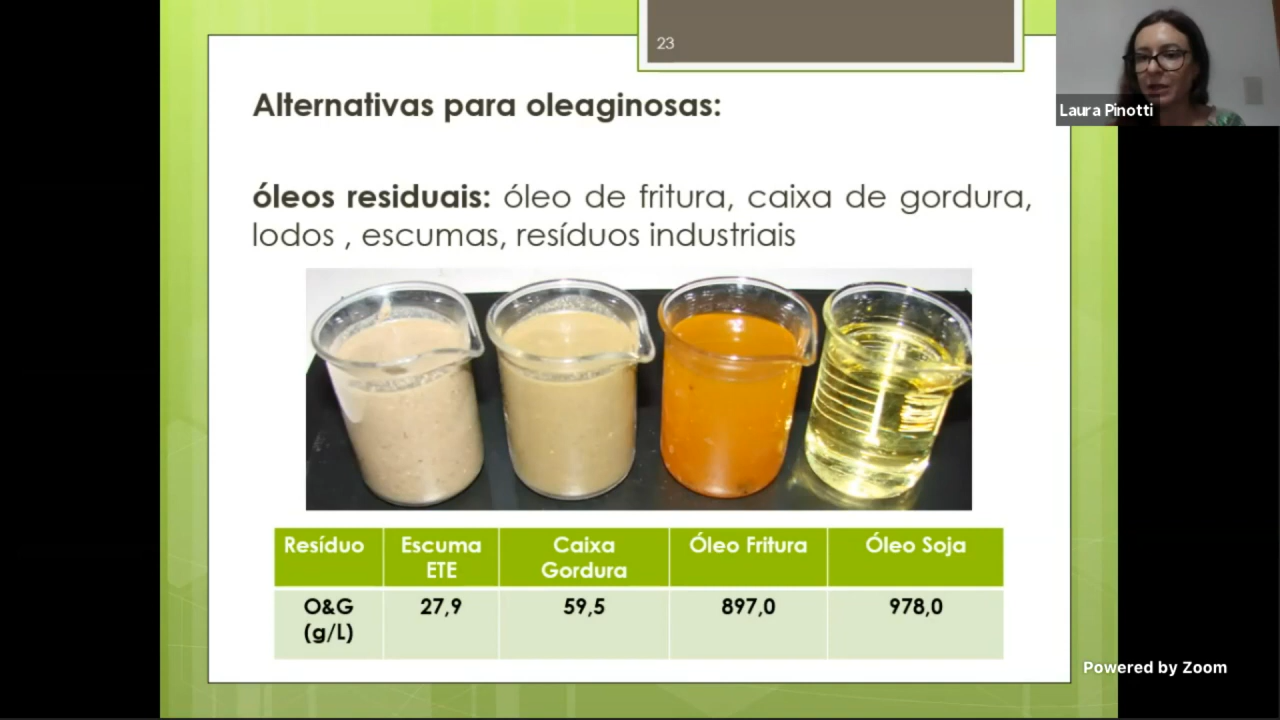 23
Alternativas para oleaginosas:
óleos residuais: óleo de fritura, caixa de gordura,
lodos , escumas, resíduos industriais
Resíduo Escuma ETE Caixa Gordura Óleo Fritura Óleo Soja
O&G (g/L) 27,9 59,5 897,0 978,0
Laura Pinotti
Powered by Zoom